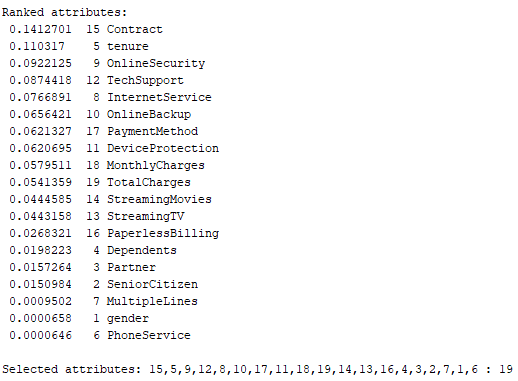 Ranked attributes:
 0.1412701  15 Contract
 0.110317    5 tenure
 0.0922125   9 OnlineSecurity
 0.0874418  12 TechSupport
 0.0766891   8 InternetService
 0.0656421  10 OnlineBackup
 0.0621327  17 PaymentMethod
 0.0620695  11 DeviceProtection
 0.0579511  18 MonthlyCharges
 0.0541359  19 TotalCharges
 0.0444585  14 StreamingMovies
 0.0443158  13 StreamingTV
 0.0268321  16 PaperlessBilling
 0.0198223   4 Dependents
 0.0157264   3 Partner
 0.0150984   2 SeniorCitizen
 0.0009502   7 MultipleLines
 0.0000658   1 gender
 0.0000646   6 PhoneService

Selected attributes: 15,5,9,12,8,10,17,11,18,19,14,13,16,4,3,2,7,1,6 : 19